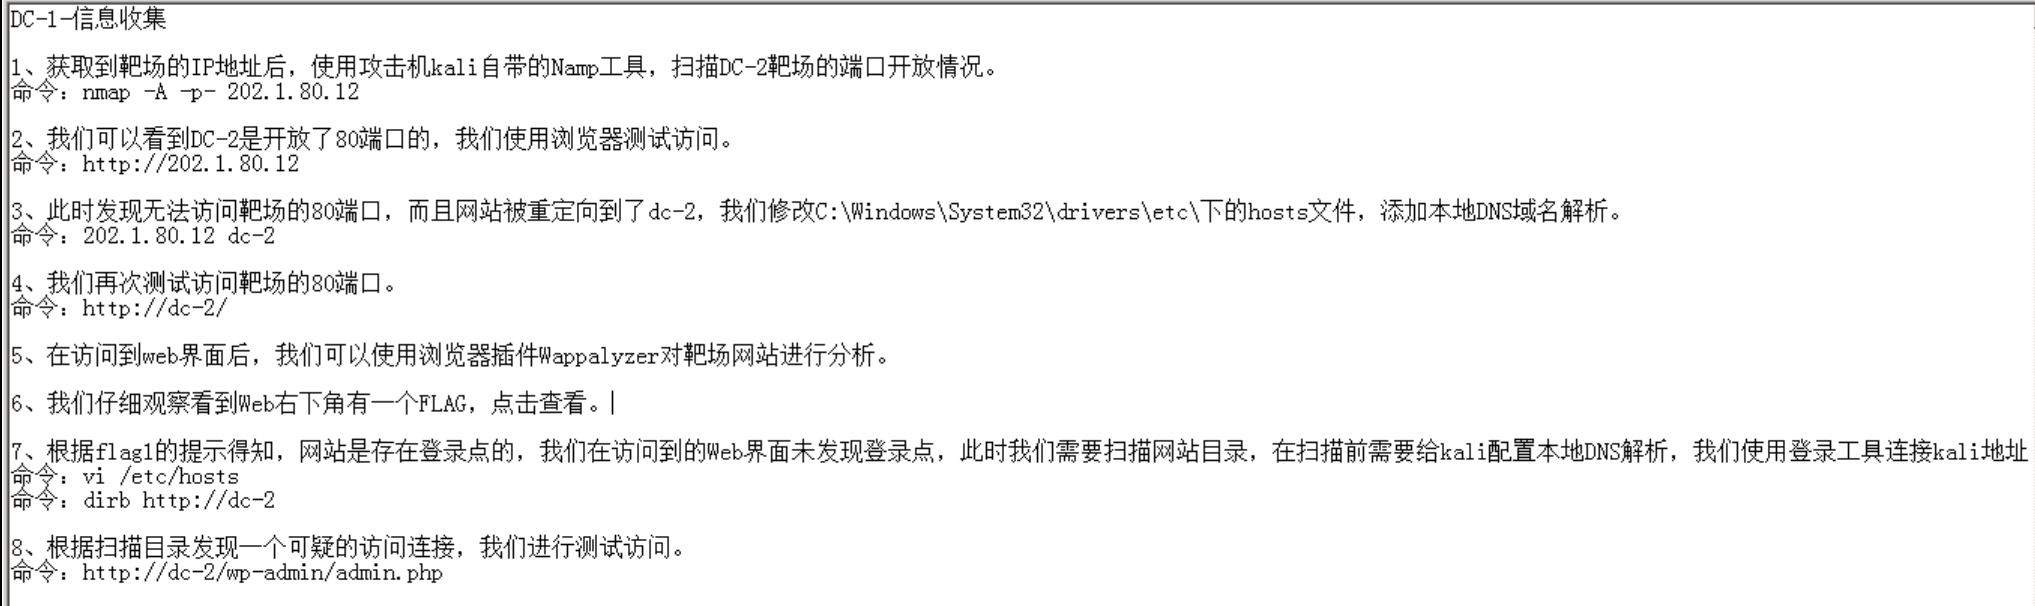 DC-1-信息收集
1、获取到靶场的IP地址后，使用攻击机kali自带的Namp工具，扫描DC-2靶场的端口开放情况。
命令：nmap -A -p- 202.1.80.12
2、我们可以看到DC-2是开放了80端口的，我们使用浏览器测试访问。
命令：http://202.1.80.12
3、此时发现无法访问靶场的80端口，而且网站被重定向到了dc-2，我们修改C:\Windows\System32\drivers\etc\下的hosts文件，添加本地DNS域名解析。
命令：202.1.80.12 dc-2
4、我们再次测试访问靶场的80端口。
命令：http://dc-2/
5、在访问到web界面后，我们可以使用浏览器插件Wappalyzer对靶场网站进行分析。
6、我们仔细观察看到Web右下角有一个FLAG，点击查看。
7、根据flag1的提示得知，网站是存在登录点的，我们在访问到的Web界面未发现登录点，此时我们需要扫描网站目录，在扫描前需要给kali配置本地DNS解析，我们使用登录工具连接kali地址
命令：vi /etc/hosts
命令：dirb http://dc-2
8、根据扫描目录发现一个可疑的访问连接，我们进行测试访问。
命令：http://dc-2/wp-admin/admin.php